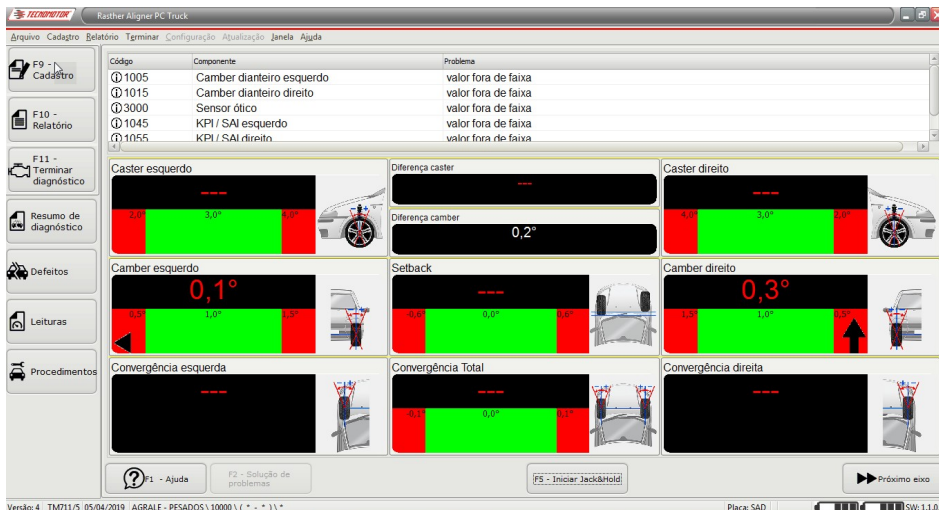 TECNOMOTOR
Rasther Aligner PC Truck
Arquivo Cadastro Relatório Terminar Configuração Atualização Janela Ajuda
F9 - Cadastro
F10 - Relatório
F11 - Terminar diagnóstico
Resumo de diagnóstico
Defeitos
Leituras
Procedimentos
Código Componente Problema
1005 Camber dianteiro esquerdo valor fora de faixa
1015 Camber dianteiro direito valor fora de faixa
3000 Sensor ótico valor fora de faixa
1045 KPI / SAI esquerdo valor fora de faixa
1055 KPI / SAI direito valor fora de faixa
Caster esquerdo
---
2,0° 3,0° 4,0°
Diferença caster
---
Diferença camber
0,2°
Caster direito
---
4,0° 3,0° 2,0°
Camber esquerdo
0,1°
0,5° 1,0° 1,5°
Setback
---
-0,6° 0,0° 0,6°
Camber direito
0,3°
1,5° 1,0° 0,5°
Convergência esquerda
---
Convergência Total
---
-0,1° 0,0° 0,1°
Convergência direita
---
F1 - Ajuda
F2 - Solução de problemas
F5 - Iniciar Jack&Hold
Próximo eixo
Versão: 4 TM711/5 05/04/2019 AGRALE - PESADOS \ 10000 \ ( * - * ) \ * Placa: SAD SW: 1.1.0